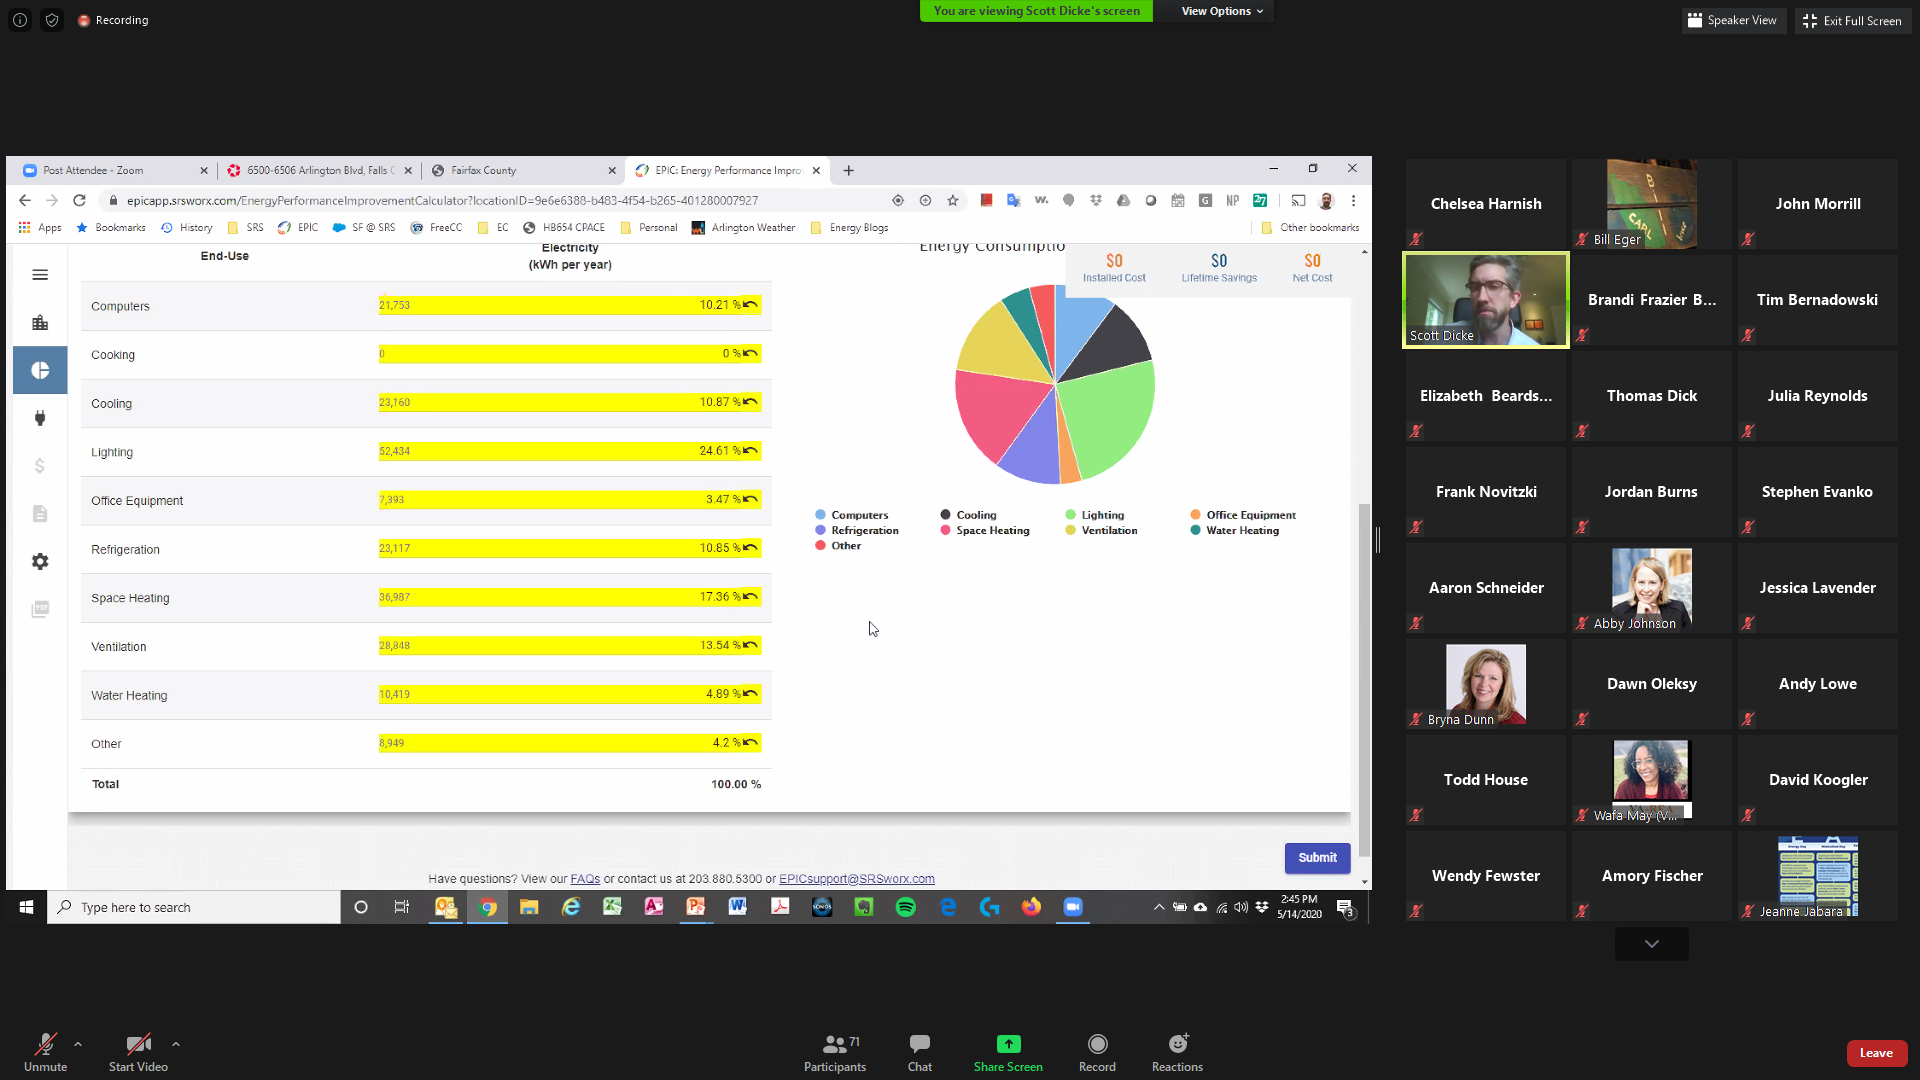 Recording
You are viewing Scott Dicke's screen
View Options
Speaker View
Exit Full Screen
Post Attendee - Zoom
6500-6506 Arlington Blvd, Falls C
Fairfax County
EPIC: Energy Performance Impro
epicapp.srsworx.com/EnergyPerformanceImprovementCalculator?locationID=9e6e6388-b483-4f54-b265-401280007927
Apps
Bookmarks
History
SRS
EPIC
SF @ SRS
FreeCC
EC
HB654 CPACE
Personal
Arlington Weather
Energy Blogs
Other bookmarks
End-Use
Electricity
(kWh per year)
Computers 21,753 10.21 %
Cooking 0 0 %
Cooling 23,160 10.87 %
Lighting 52,434 24.61 %
Office Equipment 7,393 3.47 %
Refrigeration 23,117 10.85 %
Space Heating 36,987 17.36 %
Ventilation 28,848 13.54 %
Water Heating 10,419 4.89 %
Other 8,949 4.2 %
Total 100.00 %
Energy Consumptio
$0 $0 $0
Installed Cost Lifetime Savings Net Cost
Computers Cooling Lighting Office Equipment
Refrigeration Space Heating Ventilation Water Heating
Other
Submit
Have questions? View our FAQs or contact us at 203.880.5300 or EPICsupport@SRSworx.com
Type here to search
2:45 PM
5/14/2020
3
Chelsea Harnish
Bill Eger
John Morrill
Scott Dicke
Brandi Frazier B...
Tim Bernadowski
Elizabeth Beards...
Thomas Dick
Julia Reynolds
Frank Novitzki
Jordan Burns
Stephen Evanko
Aaron Schneider
Abby Johnson
Jessica Lavender
Bryna Dunn
Dawn Oleksy
Andy Lowe
Todd House
Wafa May (V...
David Koogler
Wendy Fewster
Amory Fischer
Jeanne Jabara
Unmute
Start Video
Participants
71
Chat
Share Screen
Record
Reactions
Leave